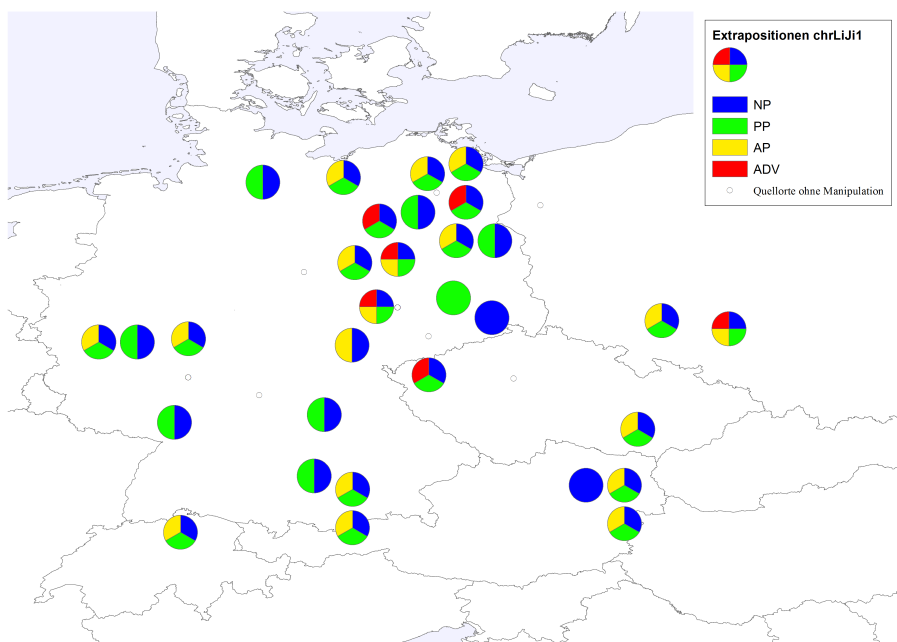 Extrapositionen chrLiJi1
NP
PP
AP
ADV
Quellorte ohne Manipulation